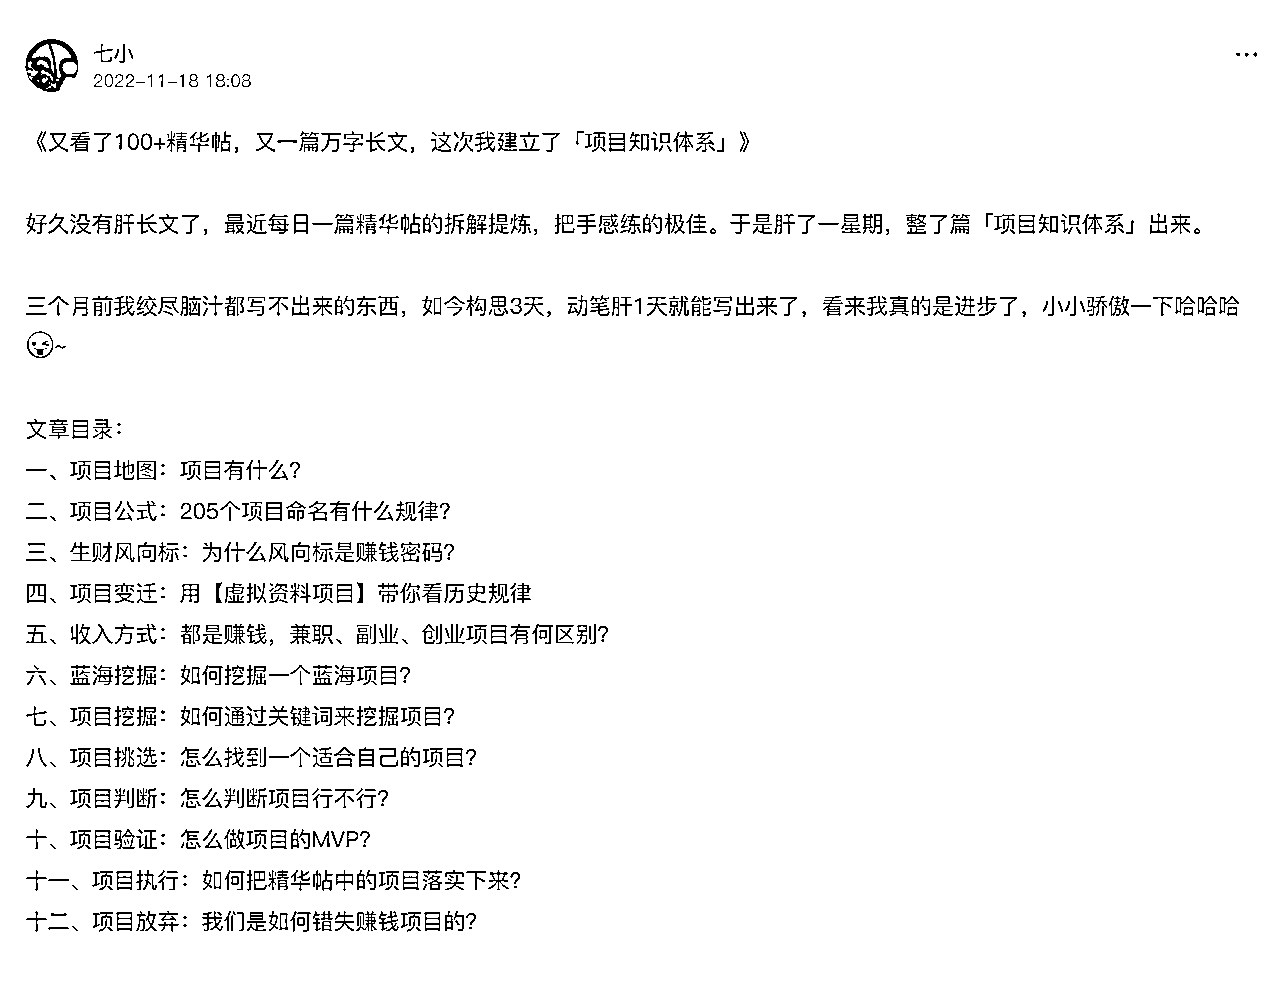 七小
2022-11-18 18:08
《又看了100+精华帖，又一篇万字长文，这次我建立了「项目知识体系」》
好久没有肝长文了，最近每日一篇精华帖的拆解提炼，把手感练的极佳。于是肝了一星期，整了篇「项目知识体系」出来。
三个月前我绞尽脑汁都写不出来的东西，如今构思3天，动笔肝1天就能写出来了，看来我真的是进步了，小小骄傲一下哈哈哈
😜~
文章目录：
一、项目地图：项目有什么？
二、项目公式：205个项目命名有什么规律？
三、生财风向标：为什么风向标是赚钱密码？
四、项目变迁：用【虚拟资料项目】带你看历史规律
五、收入方式：都是赚钱，兼职、副业、创业项目有何区别？
六、蓝海挖掘：如何挖掘一个蓝海项目？
七、项目挖掘：如何通过关键词来挖掘项目？
八、项目挑选：怎么找到一个适合自己的项目？
九、项目判断：怎么判断项目行不行？
十、项目验证：怎么做项目的MVP？
十一、项目执行：如何把精华帖中的项目落实下来？
十二、项目放弃：我们是如何错失赚钱项目的？